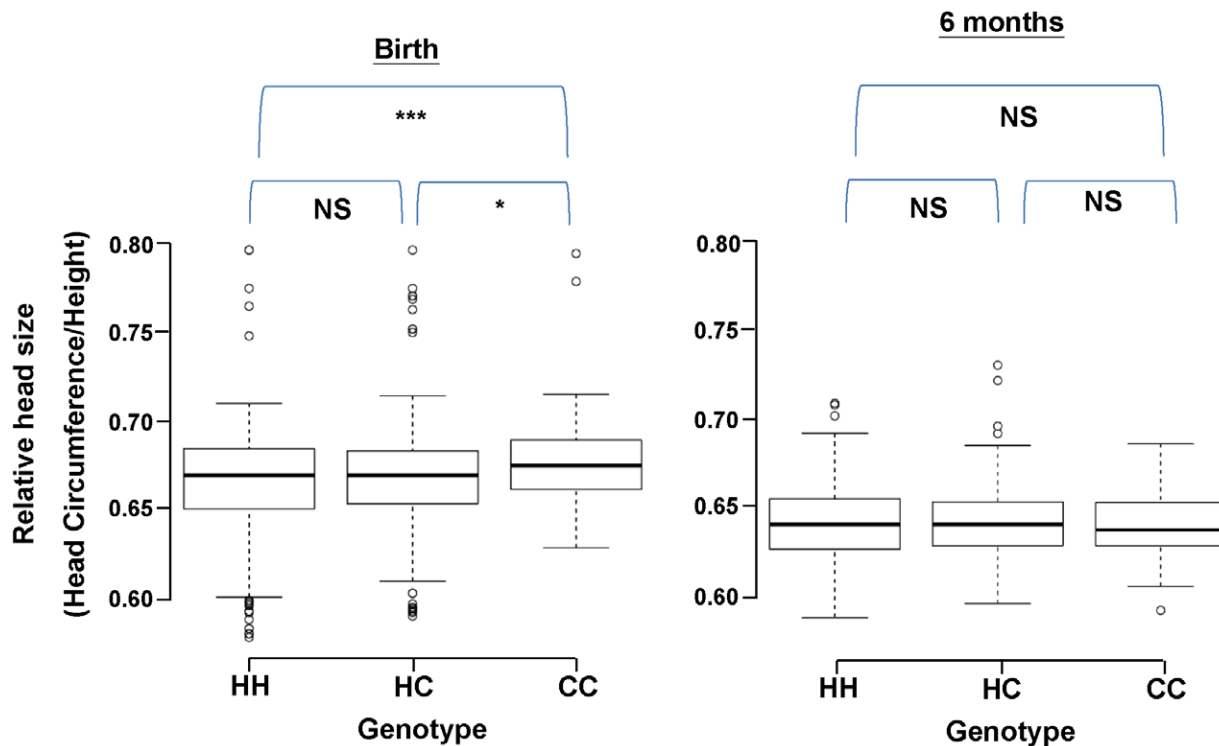 Birth
***
NS
*
Relative head size
(Head Circumference/Height)
0.80
0.75
0.70
0.65
0.60
HH
HC
CC
Genotype
6 months
NS
NS
NS
0.80
0.75
0.70
0.65
0.60
HH
HC
CC
Genotype